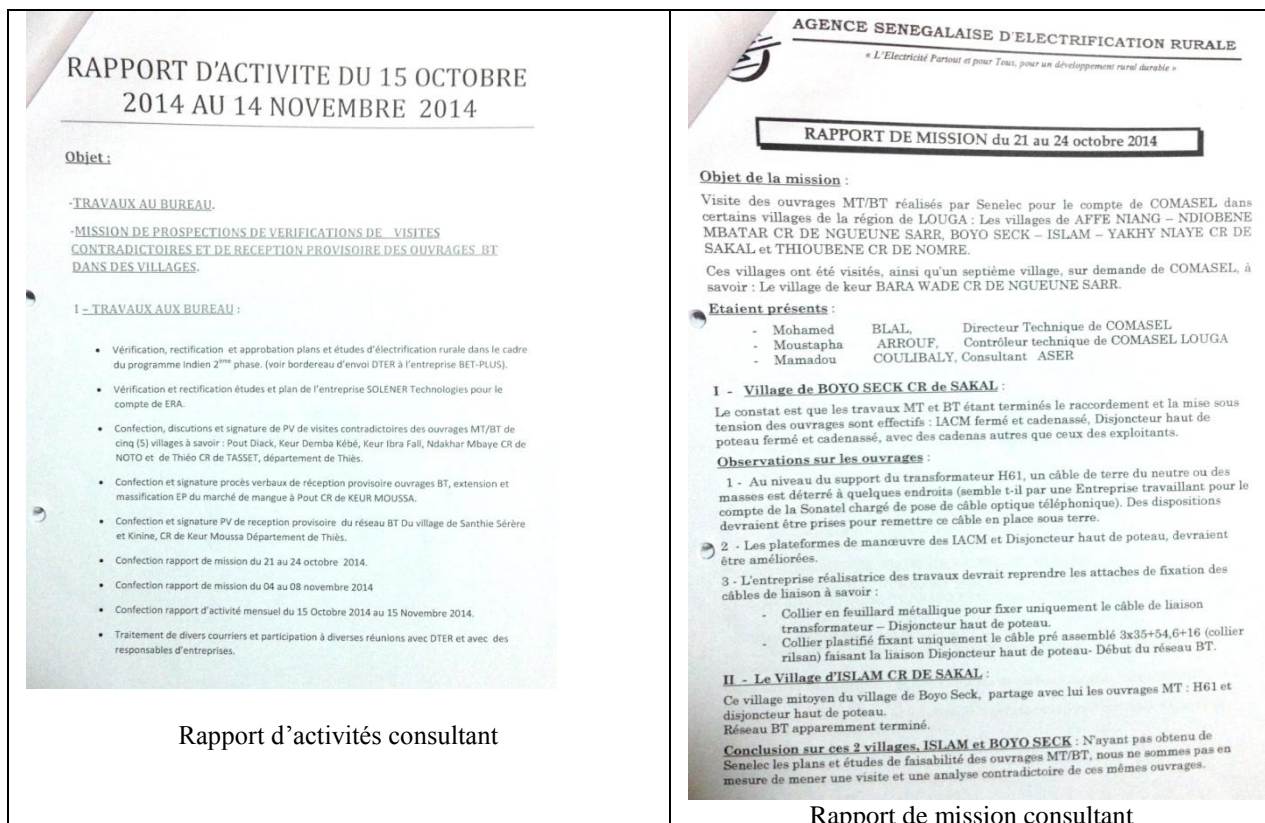 RAPPORT D'ACTIVITE DU 15 OCTOBRE
2014 AU 14 NOVEMBRE 2014
Objet :
-TRAVAUX AU BUREAU.
-MISSION DE PROSPECTIONS DE VERIFICATIONS DE VISITES
CONTRADICTOIRES ET DE RECEPTION PROVISOIRE DES OUVRAGES BT
DANS DES VILLAGES.
I – TRAVAUX AUX BUREAU :
• Vérification, rectification et approbation plans et études d'électrification rurale dans le cadre
du programme Indien 2ème phase. (voir bordereau d'envoi DTER à l'entreprise BET-PLUS).
• Vérification et rectification études et plan de l'entreprise SOLENER Technologies pour le
compte de ERA.
• Confection, discutions et signature de PV de visites contradictoires des ouvrages MT/BT de
cinq (5) villages à savoir : Pout Diack, Keur Demba Kébé, Keur Ibra Fall, Ndakhar Mbaye CR de
NOTO et de Thiéo CR de TASSET, département de Thiès.
• Confection et signature procès verbaux de réception provisoire ouvrages BT, extension et
massification EP du marché de mangue à Pout CR de KEUR MOUSSA.
• Confection et signature PV de reception provisoire du réseau BT Du village de Santhie Sérère
et Kinine, CR de Keur Moussa Département de Thiès.
• Confection rapport de mission du 21 au 24 octobre 2014.
• Confection rapport de mission du 04 au 08 novembre 2014
• Confection rapport d'activité mensuel du 15 Octobre 2014 au 15 Novembre 2014.
• Traitement de divers courriers et participation à diverses réunions avec DTER et avec des
responsables d'entreprises.
Rapport d'activités consultant
AGENCE SENEGALAISE D'ELECTRIFICATION RURALE
« L'Electricité Partout et pour Tous, pour un développement rural durable »
RAPPORT DE MISSION du 21 au 24 octobre 2014
Objet de la mission :
Visite des ouvrages MT/BT réalisés par Senelec pour le compte de COMASEL dans
certains villages de la région de LOUGA : Les villages de AFFE NIANG – NDIOBENE
MBATAR CR DE NGUEUNE SARR, BOYO SECK – ISLAM – YAKHY NIAYE CR DE
SAKAL et THIOUBENE CR DE NOMRE.
Ces villages ont été visités, ainsi qu'un septième village, sur demande de COMASEL, à
savoir : Le village de keur BARA WADE CR DE NGUEUNE SARR.
Etaient présents :
- Mohamed BLAL, Directeur Technique de COMASEL
- Moustapha ARROUF, Contrôleur technique de COMASEL LOUGA
- Mamadou COULIBALY, Consultant ASER
I - Village de BOYO SECK CR de SAKAL :
Le constat est que les travaux MT et BT étant terminés le raccordement et la mise sous
tension des ouvrages sont effectifs : IACM fermé et cadenassé, Disjoncteur haut de
poteau fermé et cadenassé, avec des cadenas autres que ceux des exploitants.
Observations sur les ouvrages :
1 - Au niveau du support du transformateur H61, un câble de terre du neutre ou des
masses est déterré à quelques endroits (semble t-il par une Entreprise travaillant pour le
compte de la Sonatel chargé de pose de câble optique téléphonique). Des dispositions
devraient être prises pour remettre ce câble en place sous terre.
2 - Les plateformes de manœuvre des IACM et Disjoncteur haut de poteau, devraient
être améliorées.
3 - L'entreprise réalisatrice des travaux devrait reprendre les attaches de fixation des
câbles de liaison à savoir :
- Collier en feuillard métallique pour fixer uniquement le câble de liaison
transformateur – Disjoncteur haut de poteau.
- Collier plastifié fixant uniquement le câble pré assemblé 3x35+54,6+16 (collier
rilsan) faisant la liaison Disjoncteur haut de poteau- Début du réseau BT.
II - Le Village d'ISLAM CR DE SAKAL :
Ce village mitoyen du village de Boyo Seck, partage avec lui les ouvrages MT : H61 et
disjoncteur haut de poteau.
Réseau BT apparemment terminé.
Conclusion sur ces 2 villages, ISLAM et BOYO SECK : N'ayant pas obtenu de
Senelec les plans et études de faisabilité des ouvrages MT/BT, nous ne sommes pas en
mesure de mener une visite et une analyse contradictoire de ces mêmes ouvrages.
Rapport de mission consultant